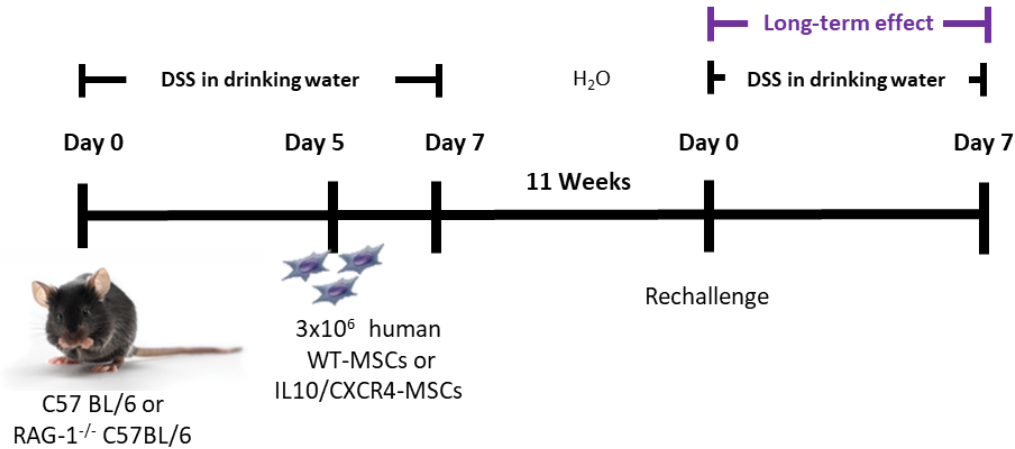 Long-term effect
DSS in drinking water
H₂O
DSS in drinking water
Day 0
Day 5
Day 7
Day 0
Day 7
11 Weeks
Rechallenge
3x10⁶ human
WT-MSCs or
IL10/CXCR4-MSCs
C57 BL/6 or
RAG-1⁻/⁻ C57BL/6